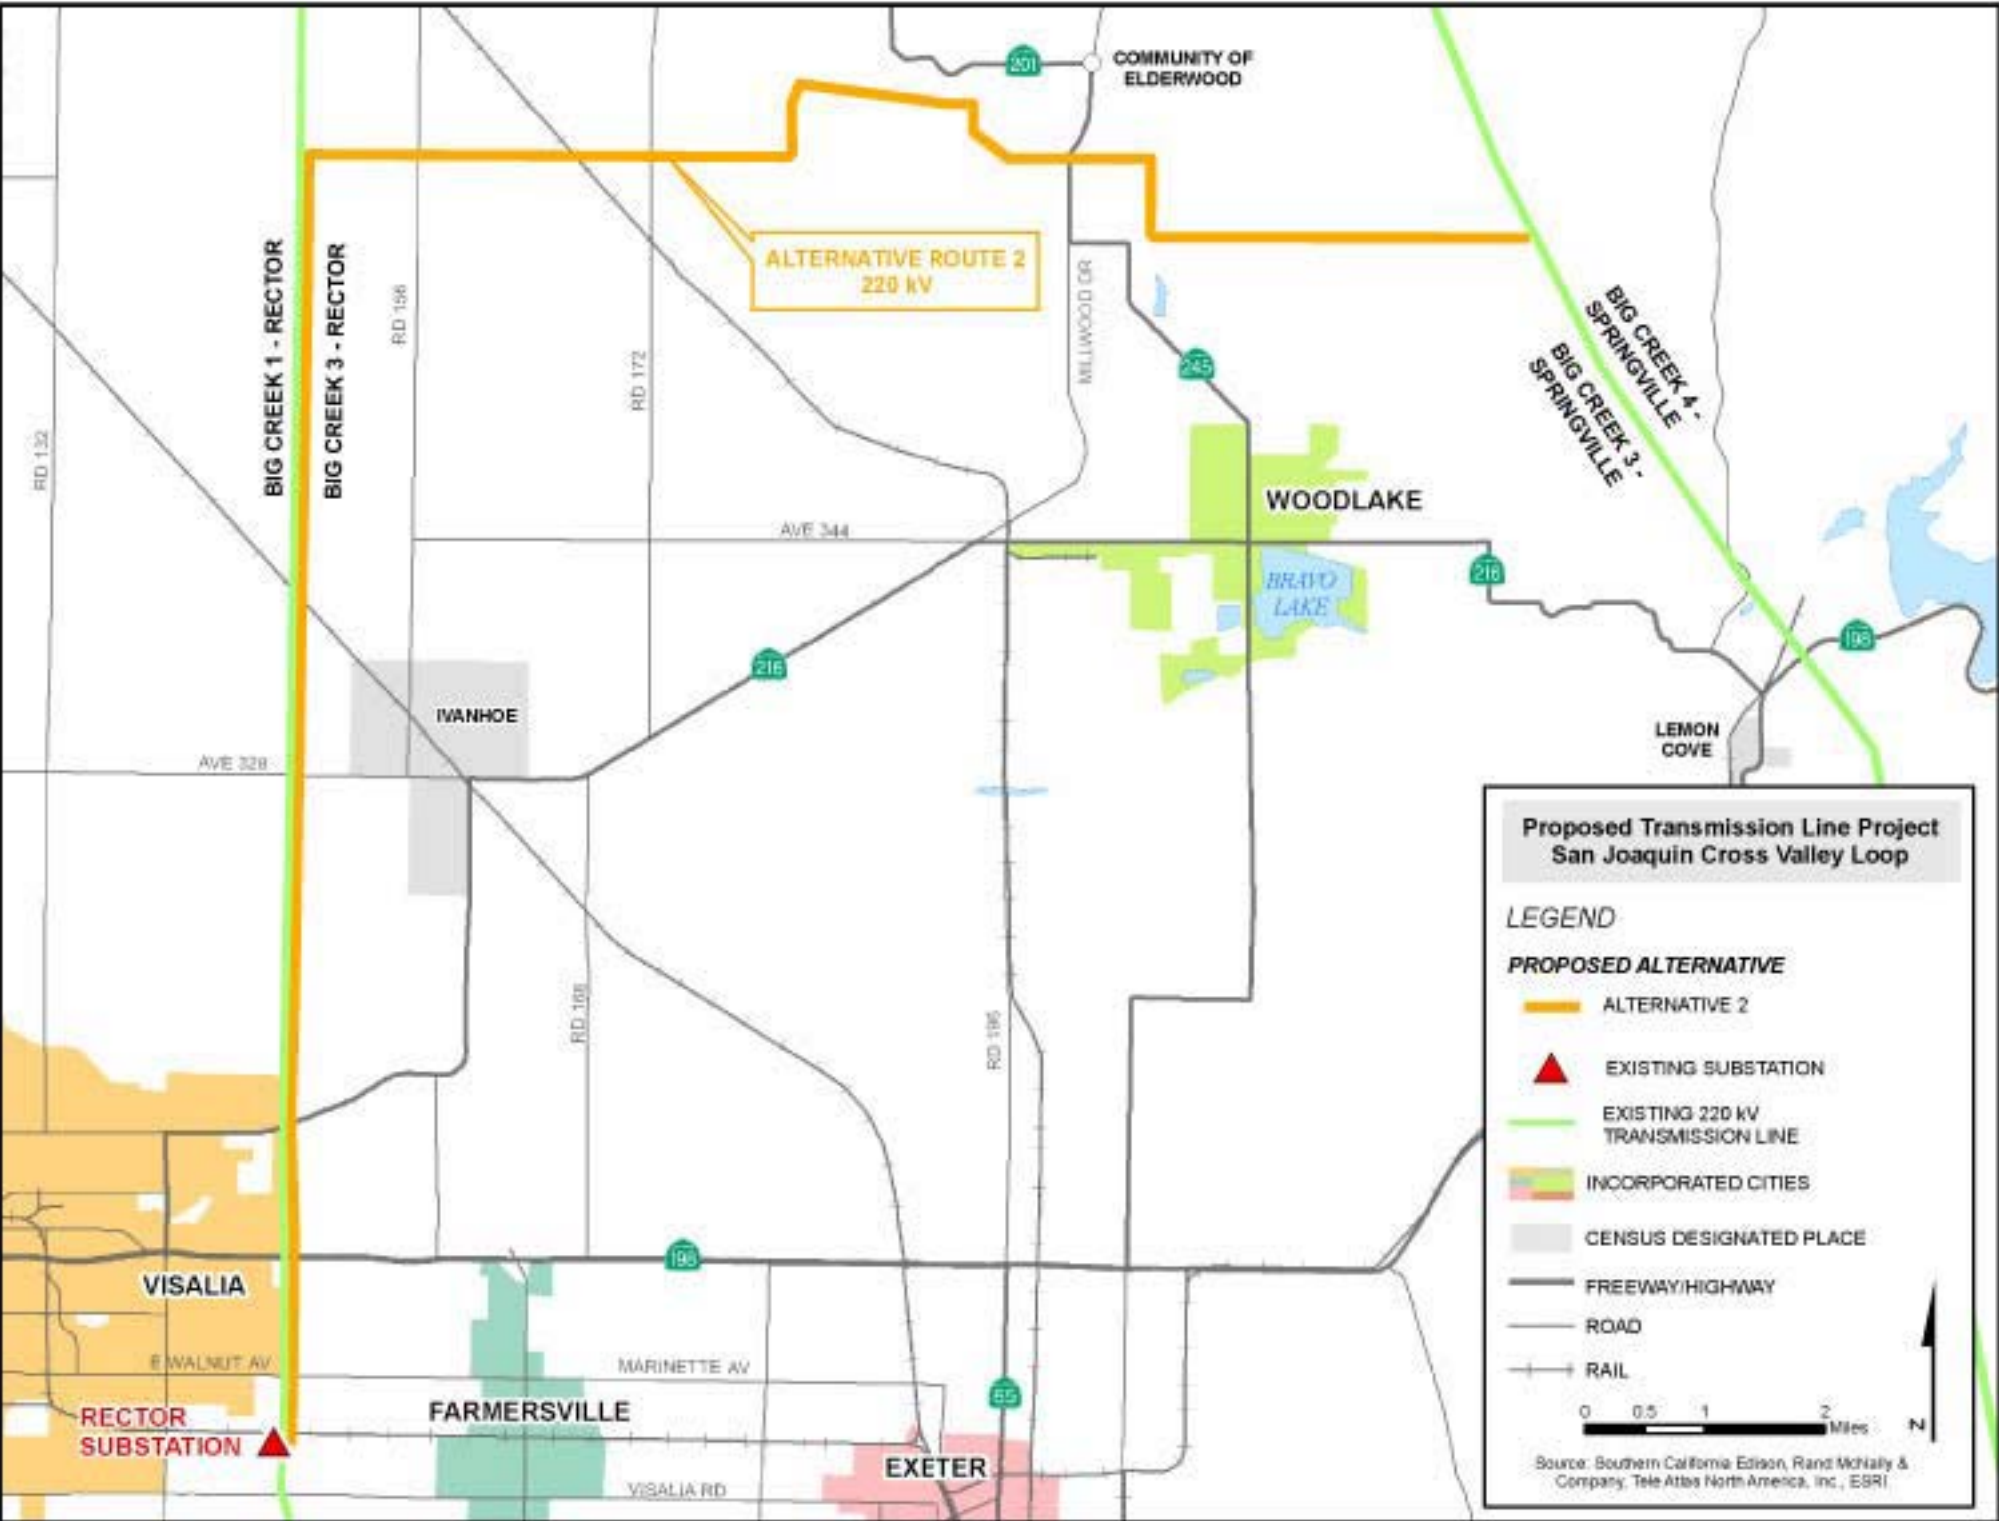 201
COMMUNITY OF
ELDERWOOD
ALTERNATIVE ROUTE 2
220 kV
BIG CREEK 1 - RECTOR
BIG CREEK 3 - RECTOR
RD 156
RD 172
RD 132
MILLWOOD DR
245
BIG CREEK 4 -
SPRINGVILLE
BIG CREEK 3 -
SPRINGVILLE
WOODLAKE
AVE 344
216
BRAVO
LAKE
198
216
IVANHOE
LEMON
COVE
AVE 328
RD 168
RD 196
198
VISALIA
E WALNUT AV
MARINETTE AV
65
RECTOR
SUBSTATION
FARMERSVILLE
EXETER
VISALIA RD
Proposed Transmission Line Project
San Joaquin Cross Valley Loop
LEGEND
PROPOSED ALTERNATIVE
ALTERNATIVE 2
EXISTING SUBSTATION
EXISTING 220 kV
TRANSMISSION LINE
INCORPORATED CITIES
CENSUS DESIGNATED PLACE
FREEWAY/HIGHWAY
ROAD
RAIL
0 0.5 1 2
Miles
N
Source: Southern California Edison, Rand McNally &
Company, Tele Atlas North America, Inc., ESRI